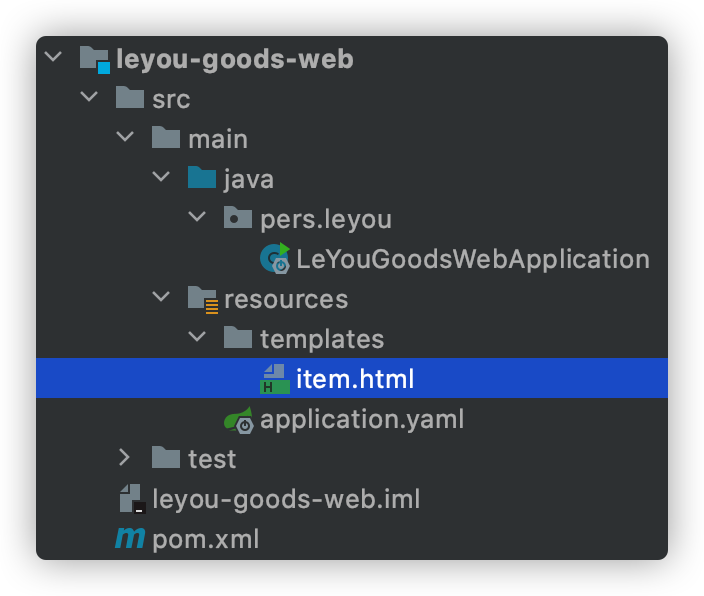 leyou-goods-web
src
main
java
pers.leyou
LeYouGoodsWebApplication
resources
templates
item.html
application.yaml
test
leyou-goods-web.iml
pom.xml